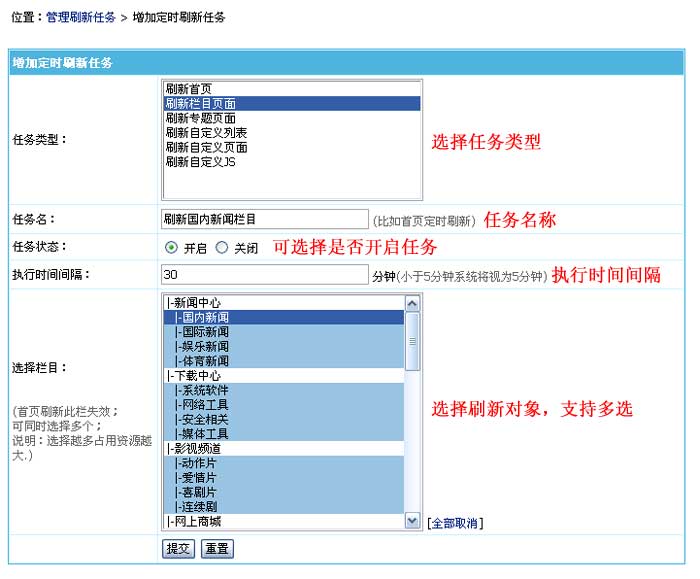 位置：管理刷新任务 > 增加定时刷新任务
增加定时刷新任务
任务类型：
刷新首页
刷新栏目页面
刷新专题页面
刷新自定义列表
刷新自定义页面
刷新自定义JS
选择任务类型
任务名：
刷新国内新闻栏目 (比如首页定时刷新) 任务名称
任务状态：
开启 关闭 可选择是否开启任务
执行时间间隔：
30 分钟(小于5分钟系统将视为5分钟) 执行时间间隔
选择栏目：
(首页刷新此栏失效；
可同时选择多个；
说明：选择越多占用资源越
大.)
|-新闻中心
|-国内新闻
|-国际新闻
|-娱乐新闻
|-体育新闻
|-下载中心
|-系统软件
|-网络工具
|-安全相关
|-媒体工具
|-影视频道
|-动作片
|-爱情片
|-喜剧片
|-连续剧
|-网上商城
选择刷新对象，支持多选
[全部取消]
提交 重置